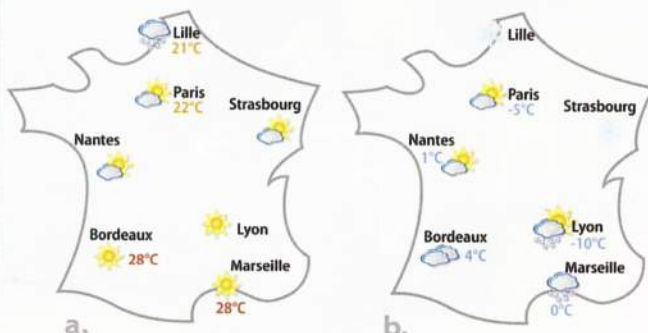 Lille
21°C
Paris
22°C
Strasbourg
Nantes
Lyon
Bordeaux
28°C
Marseille
28°C
a.
Lille
Paris
-5°C
Strasbourg
Nantes
1°C
Lyon
-10°C
Bordeaux
4°C
Marseille
0°C
b.